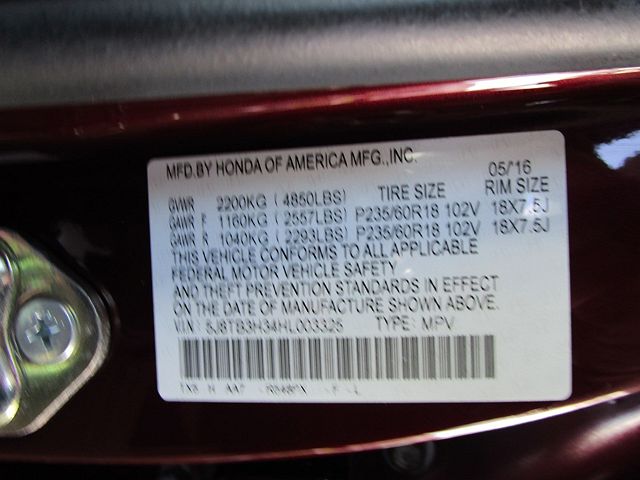 MFD.BY HONDA OF AMERICA MFG.,INC. 05/'16
GVWR 2200KG (4850LBS) TIRE SIZE RIM SIZE
GAWR F 1160KG (2557LBS) P235/60R18 102V 18X7.5J
GAWR R 1040KG (2293LBS) P235/60R18 102V 18X7.5J
THIS VEHICLE CONFORMS TO ALL APPLICABLE
FEDERAL MOTOR VEHICLE SAFETY
AND THEFT PREVENTION STANDARDS IN EFFECT
ON THE DATE OF MANUFACTURE SHOWN ABOVE.
VIN: 5J8TB3H34HL003325 TYPE: MPV